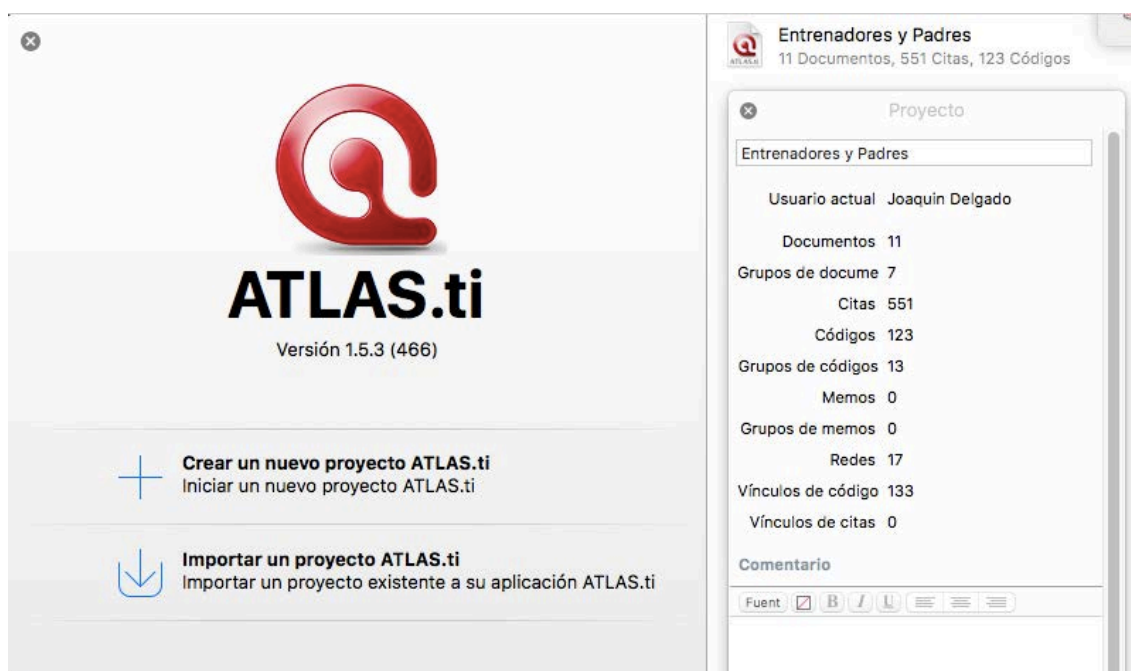 ATLAS.ti
Versión 1.5.3 (466)
Crear un nuevo proyecto ATLAS.ti
Iniciar un nuevo proyecto ATLAS.ti
Importar un proyecto ATLAS.ti
Importar un proyecto existente a su aplicación ATLAS.ti
ATLAS.ti
Entrenadores y Padres
11 Documentos, 551 Citas, 123 Códigos
Proyecto
Entrenadores y Padres
Usuario actual Joaquin Delgado
Documentos 11
Grupos de docume 7
Citas 551
Códigos 123
Grupos de códigos 13
Memos 0
Grupos de memos 0
Redes 17
Vínculos de código 133
Vínculos de citas 0
Comentario
Fuent B I U